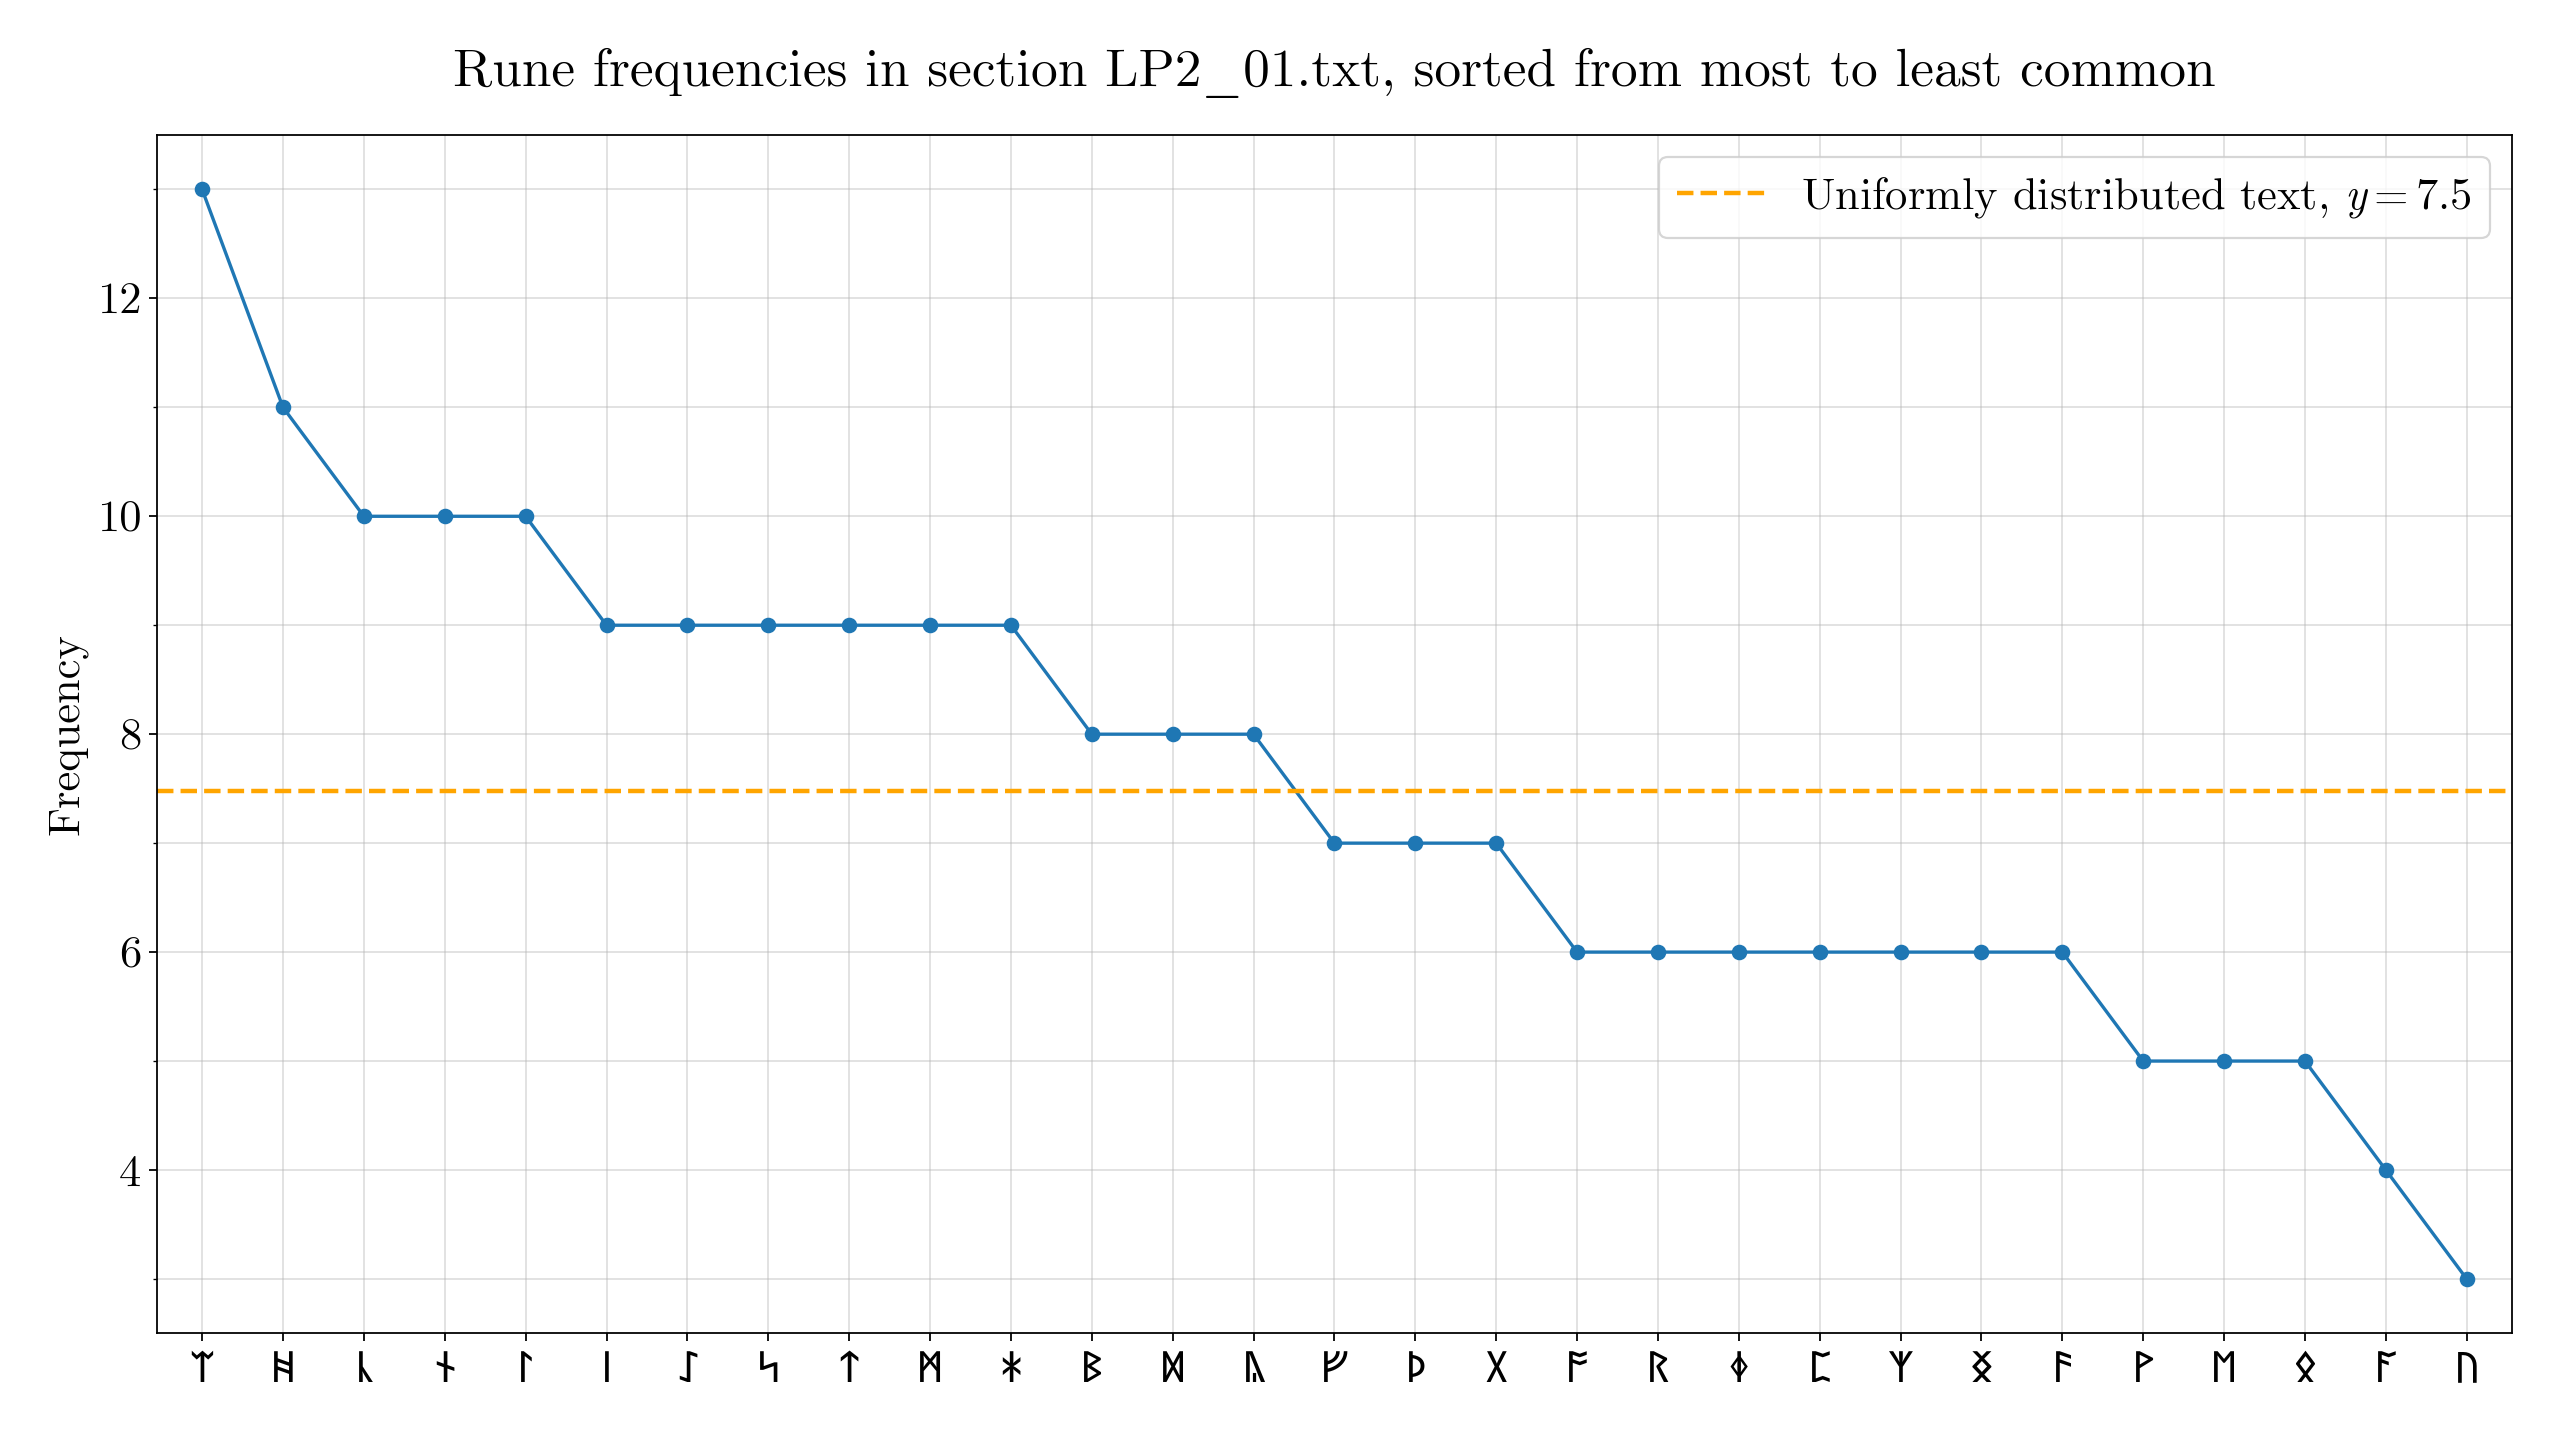 Rune frequencies in section LP2_01.txt, sorted from most to least common
Uniformly distributed text, y = 7.5
Frequency
12
10
8
6
4
ᛠ ᚻ ᚳ ᚾ ᛚ ᛁ ᛇ ᛋ ᛏ ᛗ ᛡ ᛒ ᛞ ᚣ ᚠ ᚦ ᚷ ᚩ ᚱ ᛄ ᛈ ᛉ ᛝ ᚫ ᚹ ᛖ ᛟ ᚪ ᚢ